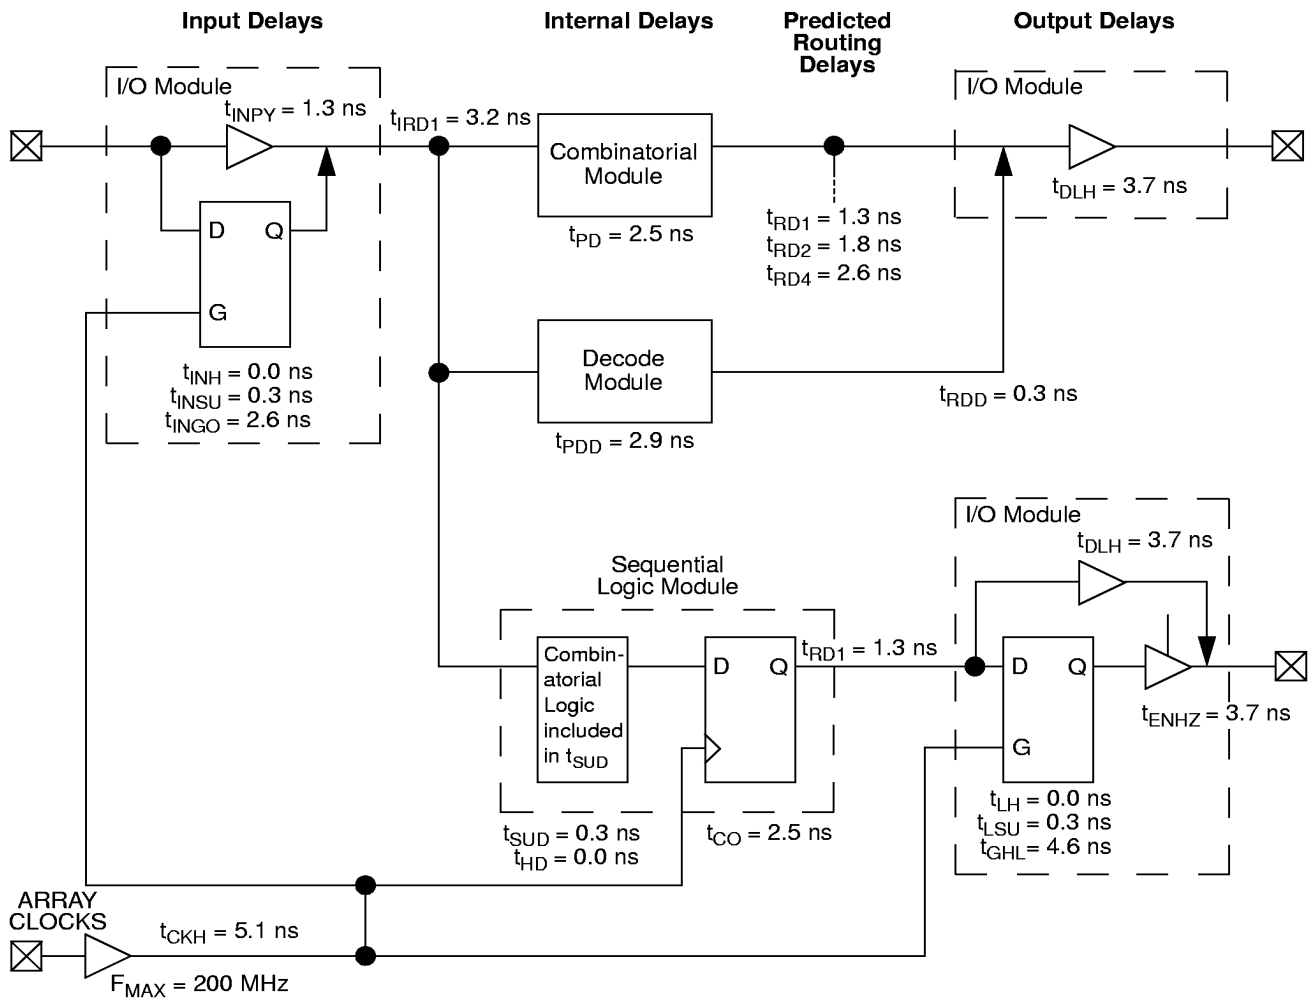 Input Delays
Internal Delays
Predicted
Routing
Delays
Output Delays
I/O Module
tINPY = 1.3 ns
tIRD1 = 3.2 ns
Combinatorial
Module
tPD = 2.5 ns
tRD1 = 1.3 ns
tRD2 = 1.8 ns
tRD4 = 2.6 ns
I/O Module
tDLH = 3.7 ns
D
Q
G
tINH = 0.0 ns
tINSU = 0.3 ns
tINGO = 2.6 ns
Decode
Module
tPDD = 2.9 ns
tRDD = 0.3 ns
Sequential
Logic Module
Combin-
atorial
Logic
included
in tSUD
D
Q
tSUD = 0.3 ns
tHD = 0.0 ns
tCO = 2.5 ns
tRD1 = 1.3 ns
I/O Module
tDLH = 3.7 ns
D
Q
G
tENHZ = 3.7 ns
tLH = 0.0 ns
tLSU = 0.3 ns
tGHL= 4.6 ns
ARRAY
CLOCKS
tCKH = 5.1 ns
FMAX = 200 MHz